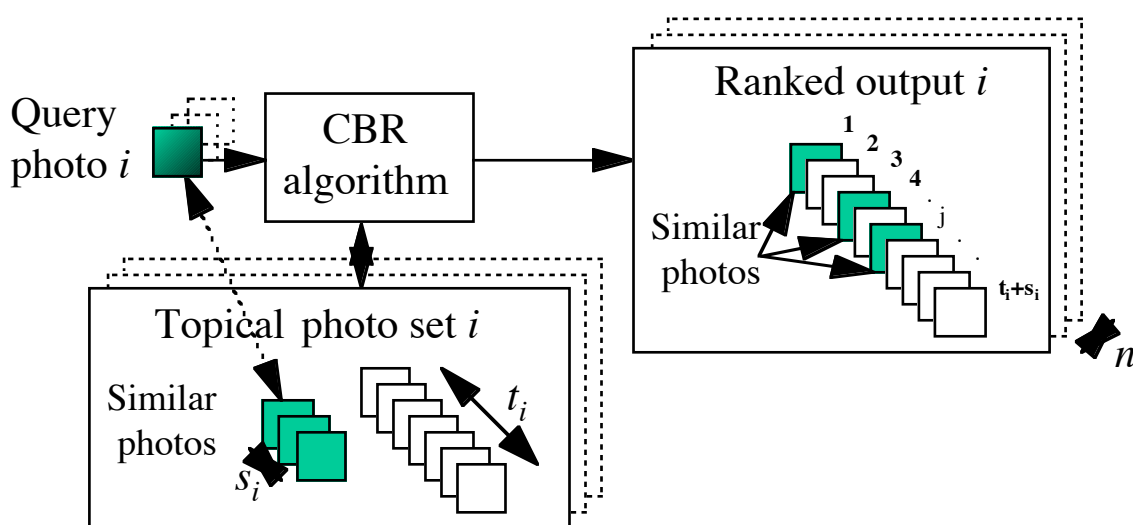 Query
photo i
CBR
algorithm
Ranked output i
1
2
3
4
.
j
.
.
Similar
photos
tᵢ+sᵢ
n
Topical photo set i
Similar
photos
sᵢ
tᵢ